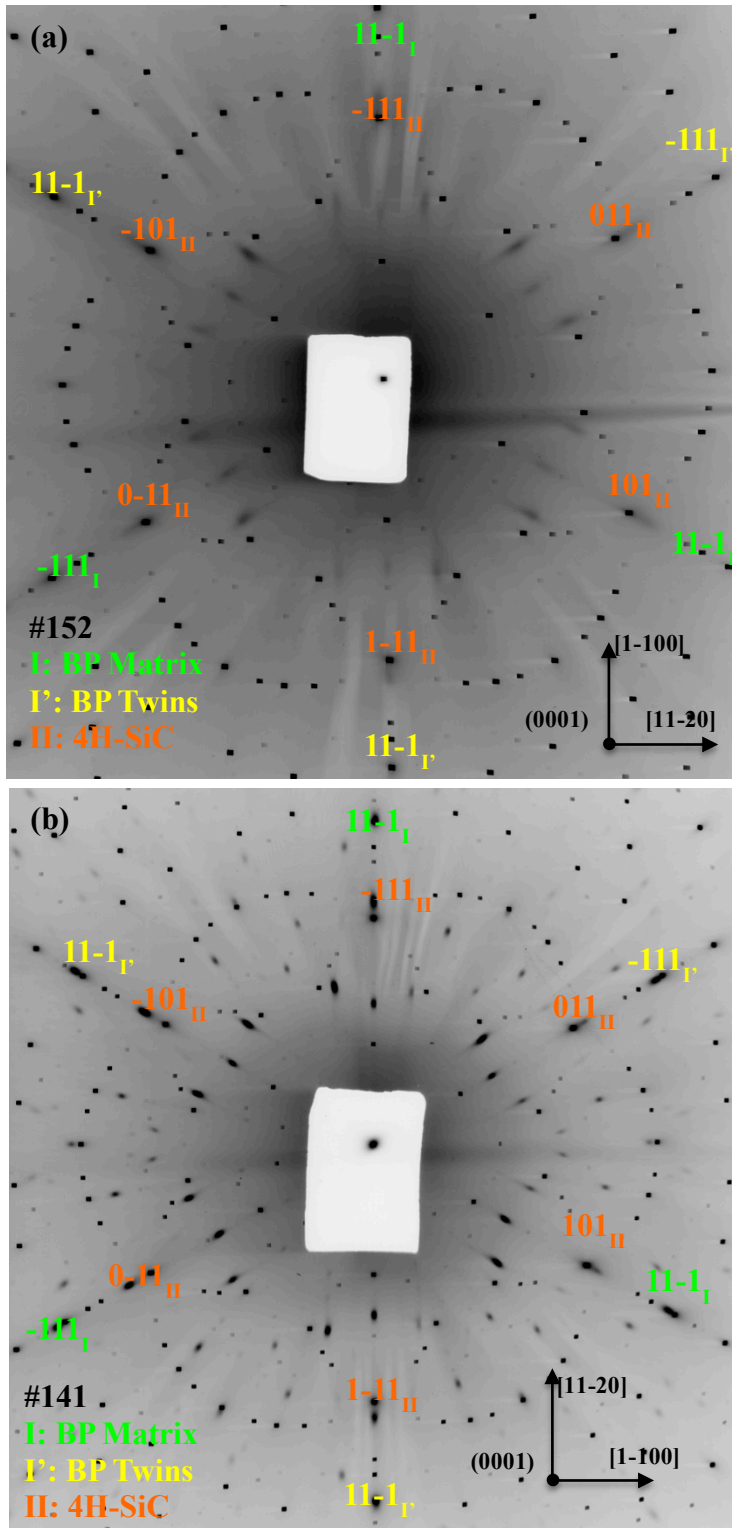 (a)
11-1I
-111II
-111I'
11-1I'
-101II
011II
0-11II
101II
-111I
11-1I
#152
1-11II
[1-100]
I: BP Matrix
I': BP Twins
(0001)
[11-20]
II: 4H-SiC
11-1I'
(b)
11-1I
-111II
11-1I'
-111I'
-101II
011II
101II
0-11II
11-1I
-111I
[11-20]
#141
1-11II
I: BP Matrix
[1-100]
I': BP Twins
(0001)
11-1I'
II: 4H-SiC